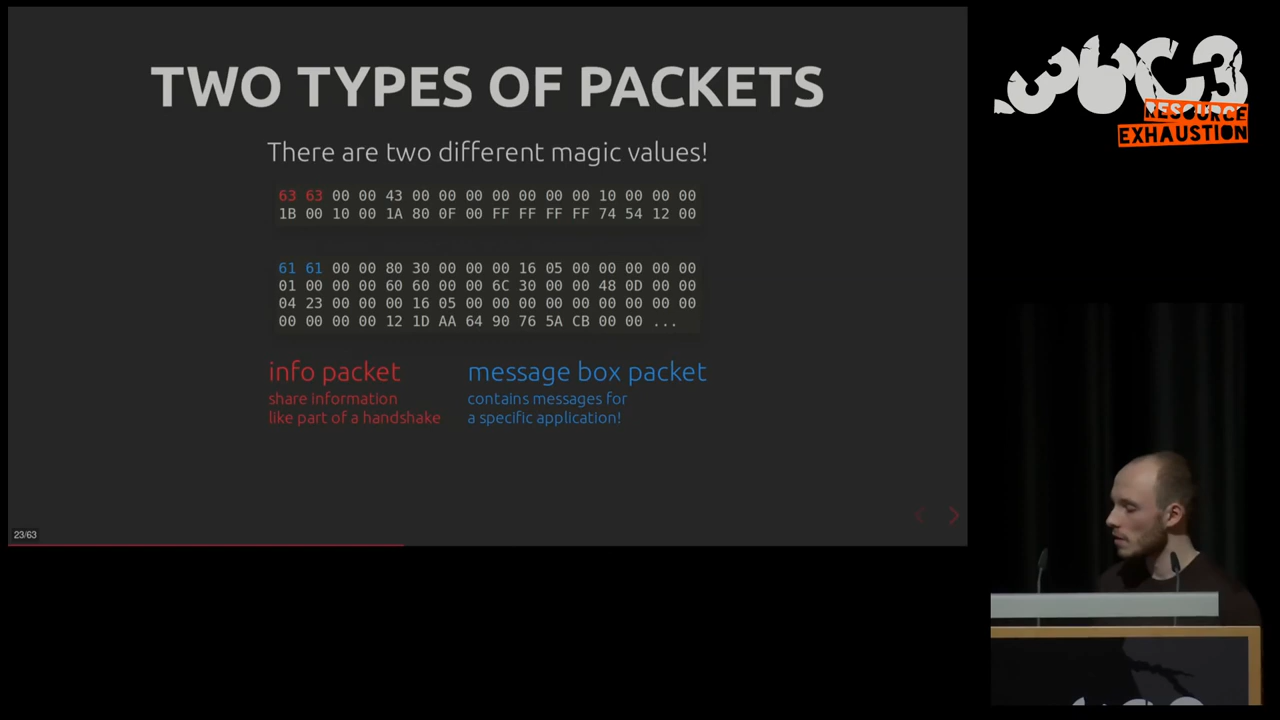 TWO TYPES OF PACKETS
There are two different magic values!
63 63 00 00 43 00 00 00 00 00 00 00 10 00 00 00
1B 00 10 00 1A 80 0F 00 FF FF FF FF 74 54 12 00
61 61 00 00 80 30 00 00 00 16 05 00 00 00 00 00
01 00 00 00 60 60 00 00 6C 30 00 00 48 0D 00 00
04 23 00 00 00 16 05 00 00 00 00 00 00 00 00 00
00 00 00 00 12 1D AA 64 90 76 5A CB 00 00 ...
info packet
share information
like part of a handshake
message box packet
contains messages for
a specific application!
23/63
36C3
RESOURCE
EXHAUSTION